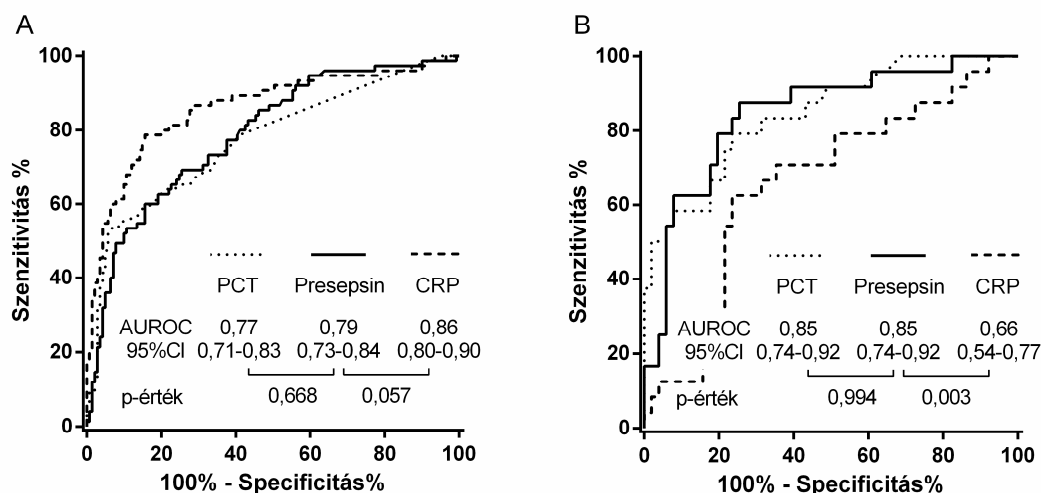 A
Szenzitivitás %
100
80
60
40
20
0
PCT Presepsin CRP
AUROC 0,77 0,79 0,86
95%CI 0,71-0,83 0,73-0,84 0,80-0,90
p-érték 0,668 0,057
0 20 40 60 80 100
100% - Specificitás%
B
Szenzitivitás %
100
80
60
40
20
0
PCT Presepsin CRP
AUROC 0,85 0,85 0,66
95%CI 0,74-0,92 0,74-0,92 0,54-0,77
p-érték 0,994 0,003
0 20 40 60 80 100
100% - Specificitás%